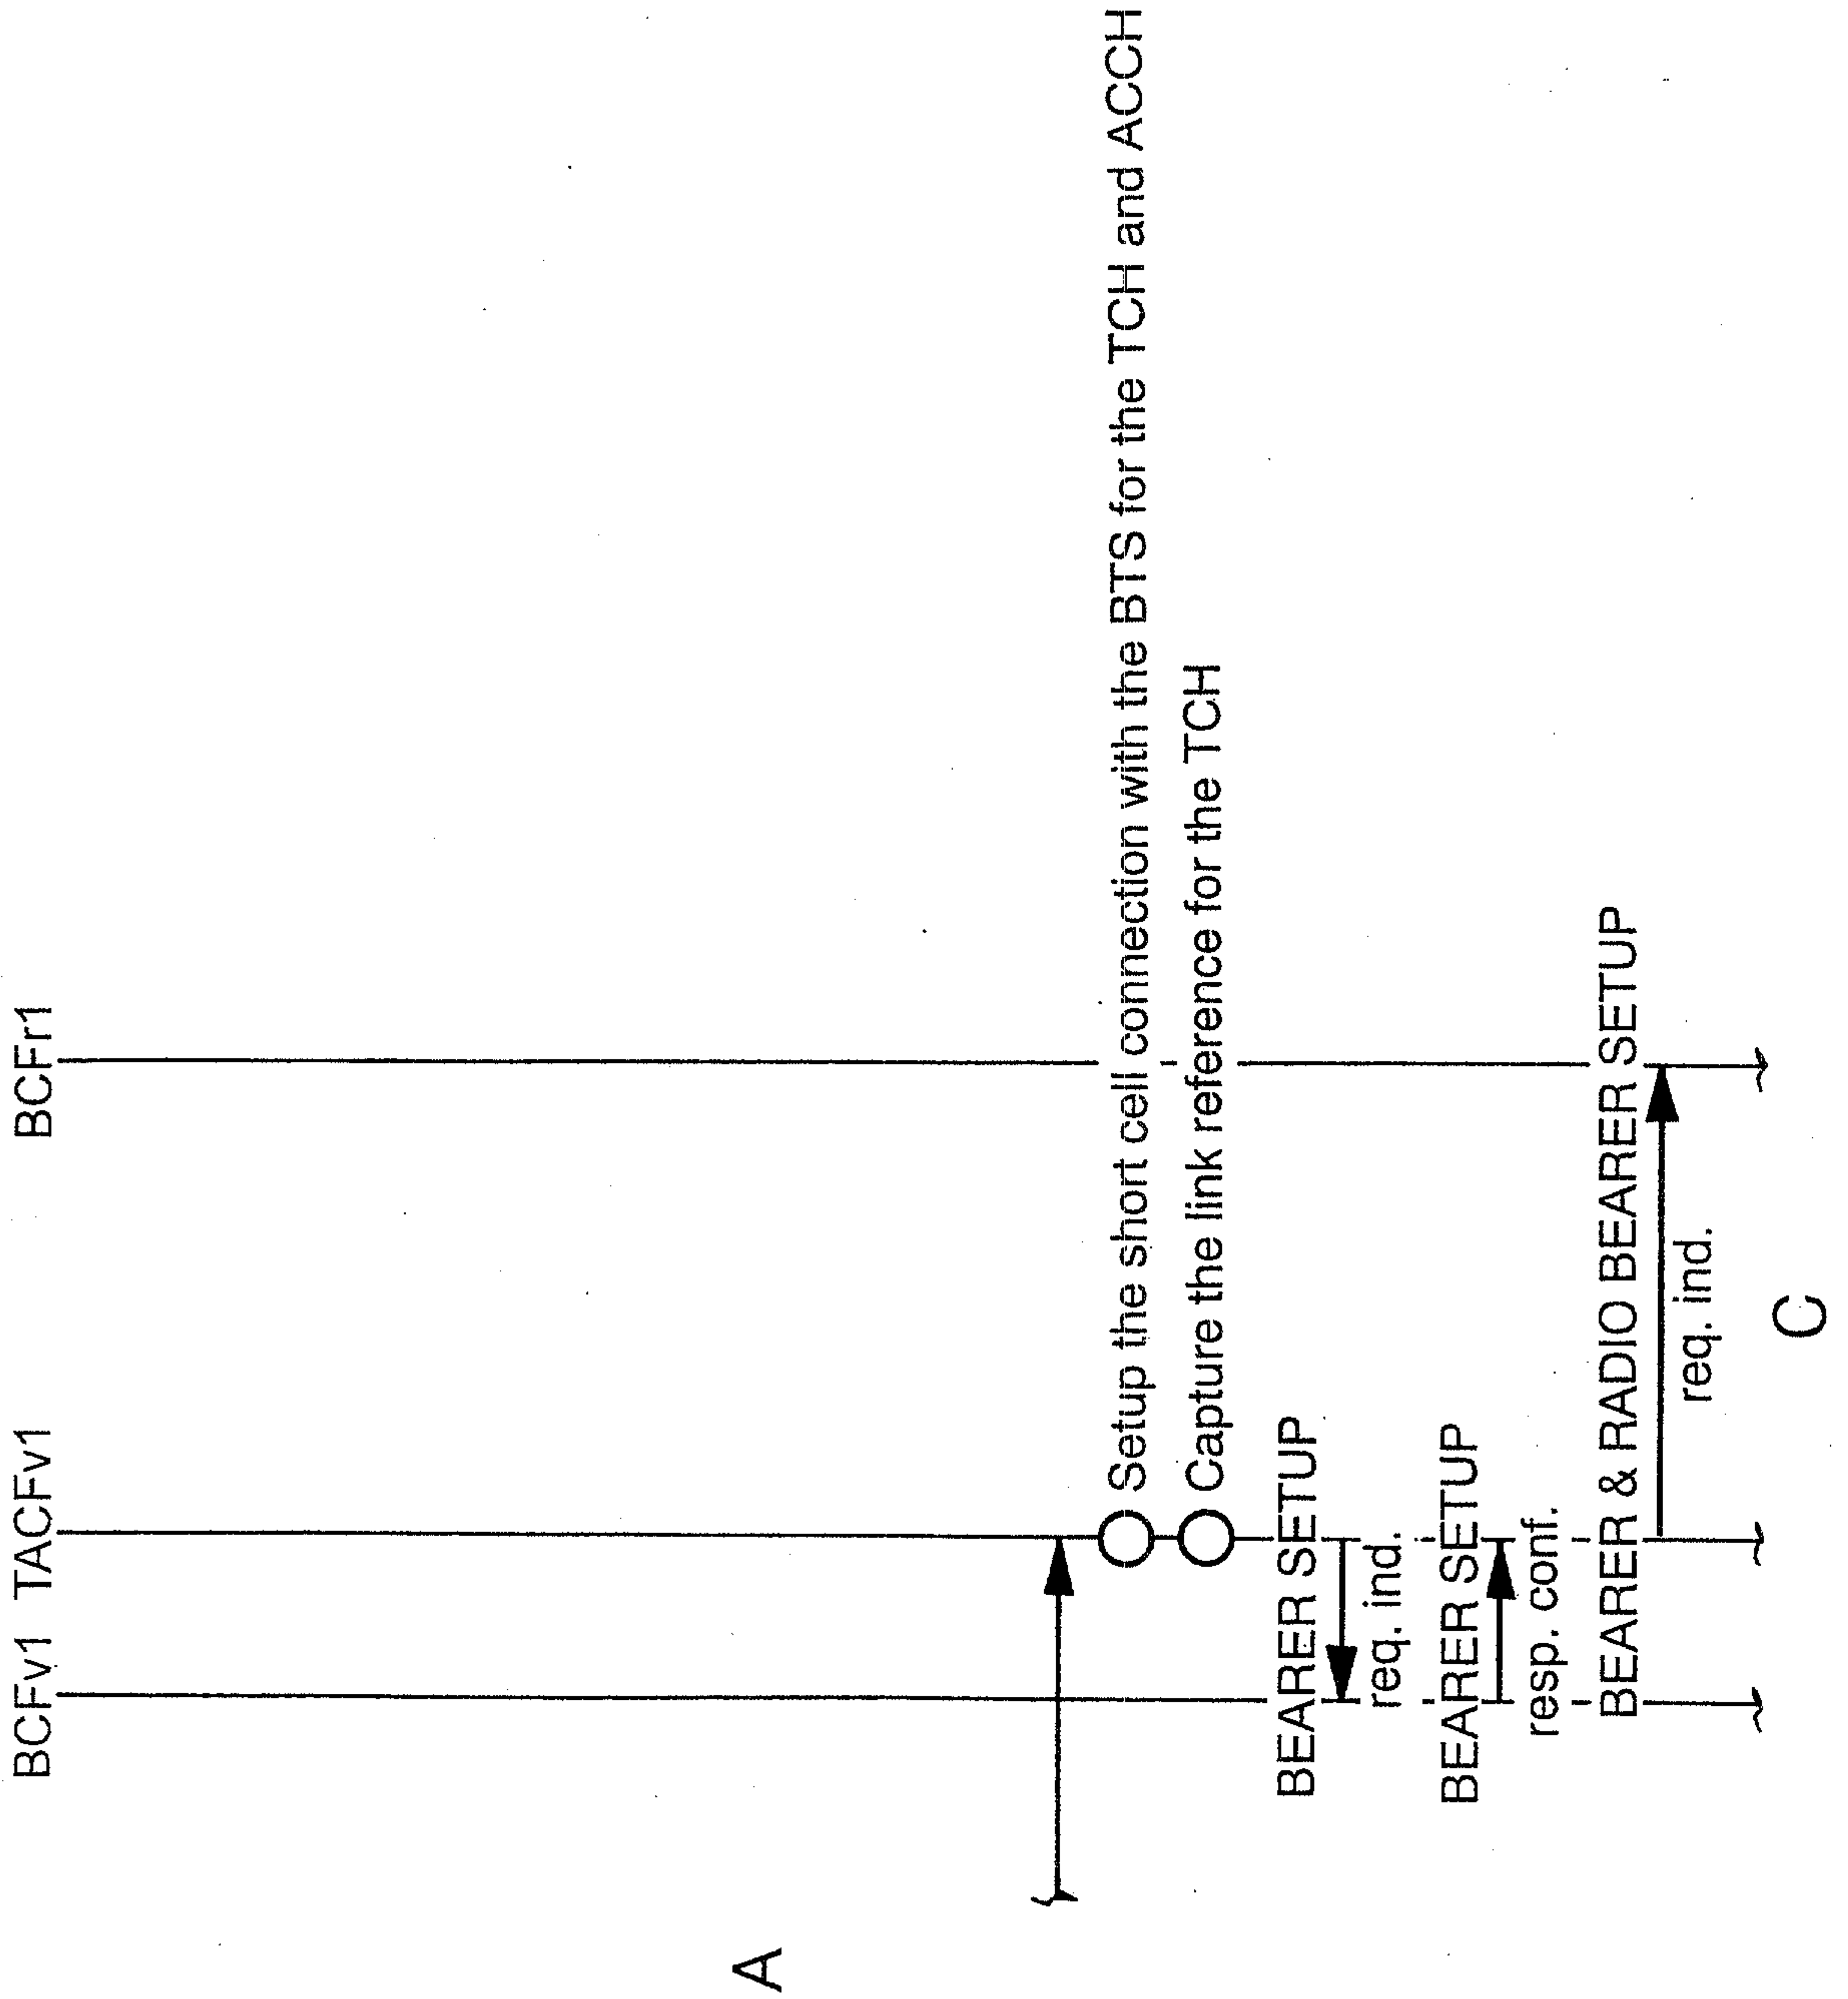 BCFv1 TACFv1 BCFr1
A
Setup the short cell connection with the BTS for the TCH and ACCH
Capture the link reference for the TCH
BEARER SETUP
req. ind.
BEARER SETUP
resp. conf.
BEARER & RADIO BEARER SETUP
req. ind.
C